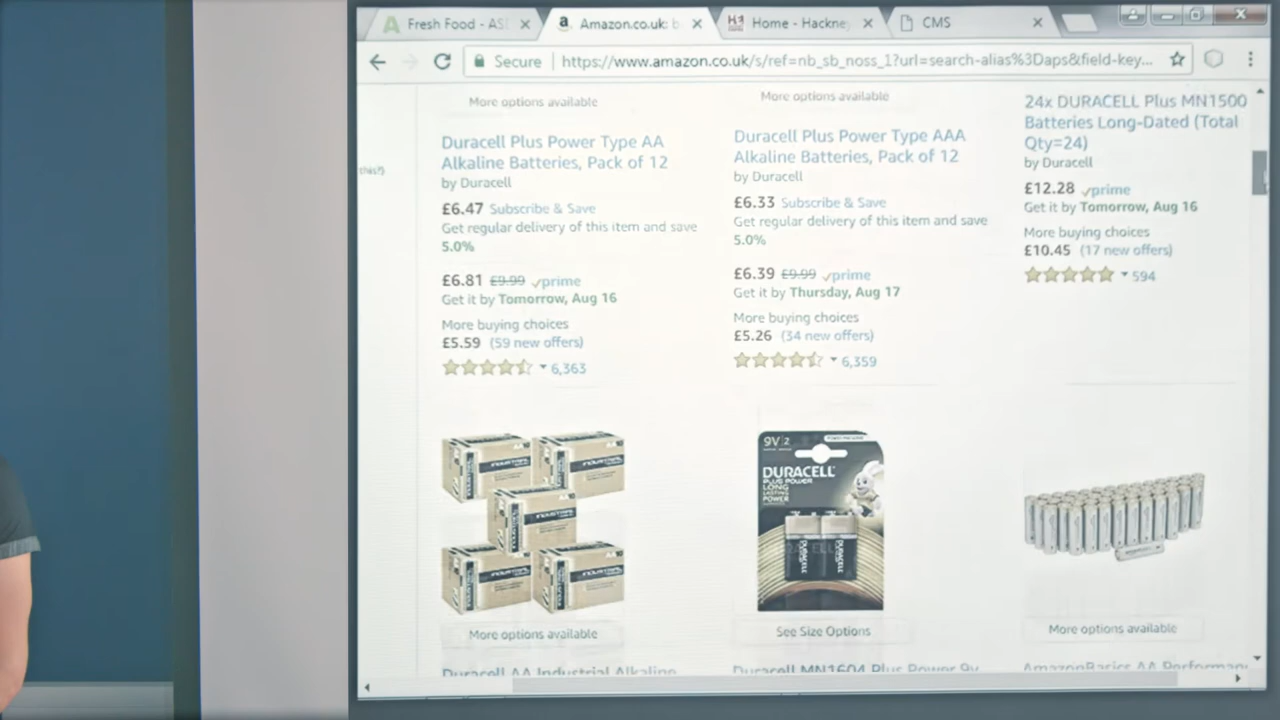 Fresh Food - ASD
Amazon.co.uk: b
Home - Hackney
CMS
Secure
https://www.amazon.co.uk/s/ref=nb_sb_noss_1?url=search-alias%3Daps&field-key...
(this?)
More options available
Duracell Plus Power Type AA
Alkaline Batteries, Pack of 12
by Duracell
£6.47 Subscribe & Save
Get regular delivery of this item and save
5.0%
£6.81 £9.99 prime
Get it by Tomorrow, Aug 16
More buying choices
£5.59 (59 new offers)
6,363
More options available
Duracell Plus Power Type AAA
Alkaline Batteries, Pack of 12
by Duracell
£6.33 Subscribe & Save
Get regular delivery of this item and save
5.0%
£6.39 £9.99 prime
Get it by Thursday, Aug 17
More buying choices
£5.26 (34 new offers)
6,359
24x DURACELL Plus MN1500
Batteries Long-Dated (Total
Qty=24)
by Duracell
£12.28 prime
Get it by Tomorrow, Aug 16
More buying choices
£10.45 (17 new offers)
594
INDUSTRIAL
More options available
Duracell AA Industrial Alkaline
9V 2
DURACELL
PLUS POWER
LONG
LASTING
POWER
DURACELL
DURACELL
See Size Options
Duracell MN1604 Plus Power 9v
More options available
AmazonBasics AA Performan